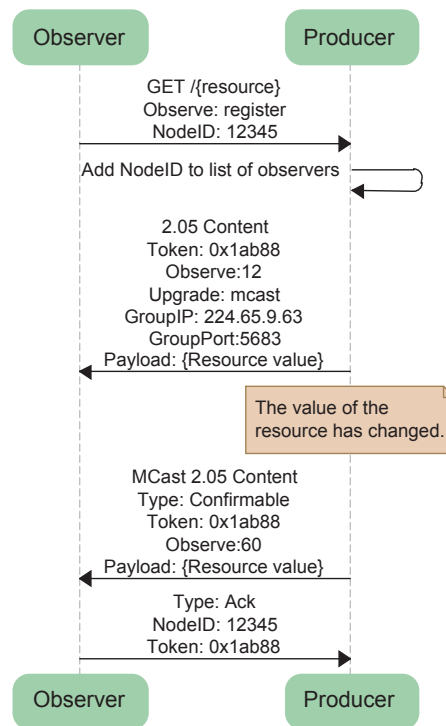 Observer
Producer
GET /{resource}
Observe: register
NodeID: 12345
Add NodeID to list of observers
2.05 Content
Token: 0x1ab88
Observe:12
Upgrade: mcast
GroupIP: 224.65.9.63
GroupPort:5683
Payload: {Resource value}
The value of the
resource has changed.
MCast 2.05 Content
Type: Confirmable
Token: 0x1ab88
Observe:60
Payload: {Resource value}
Type: Ack
NodeID: 12345
Token: 0x1ab88
Observer
Producer